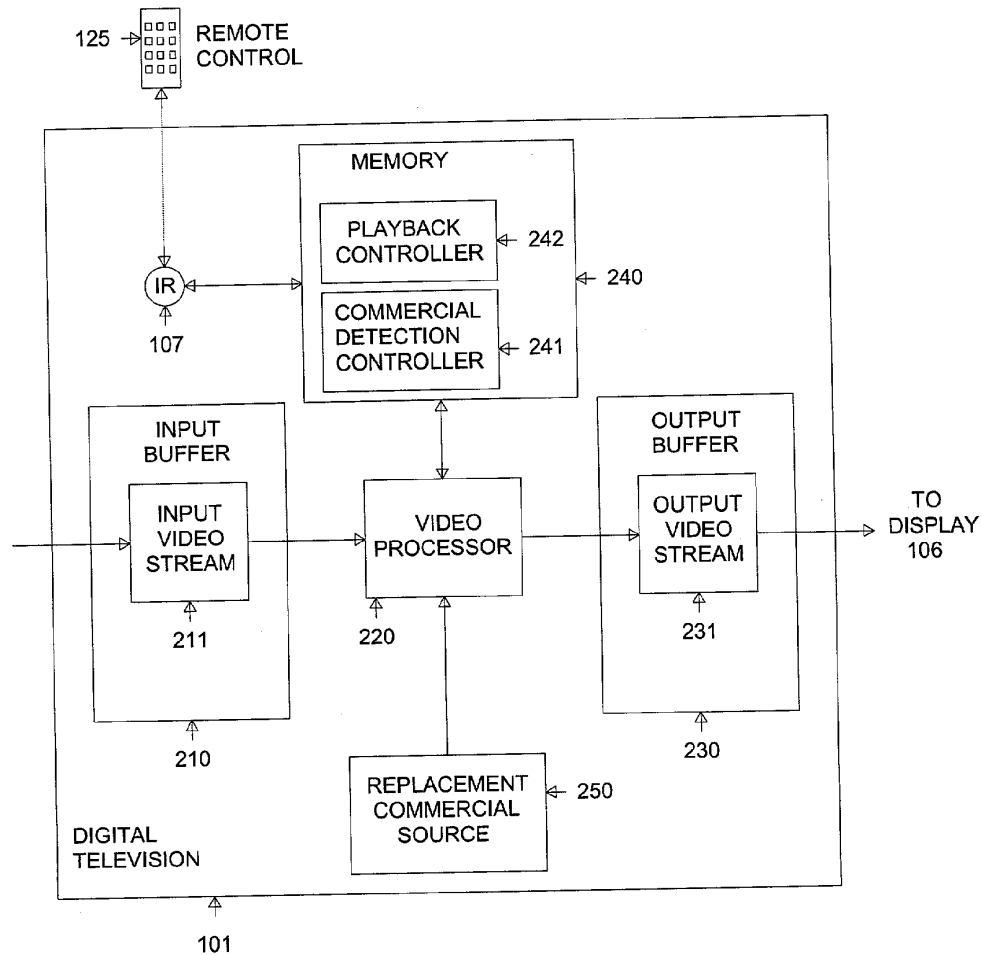 125
REMOTE
CONTROL
MEMORY
PLAYBACK
CONTROLLER
242
240
IR
107
COMMERCIAL
DETECTION
CONTROLLER
241
INPUT
BUFFER
INPUT
VIDEO
STREAM
211
210
VIDEO
PROCESSOR
220
OUTPUT
BUFFER
OUTPUT
VIDEO
STREAM
231
230
TO
DISPLAY
106
REPLACEMENT
COMMERCIAL
SOURCE
250
DIGITAL
TELEVISION
101